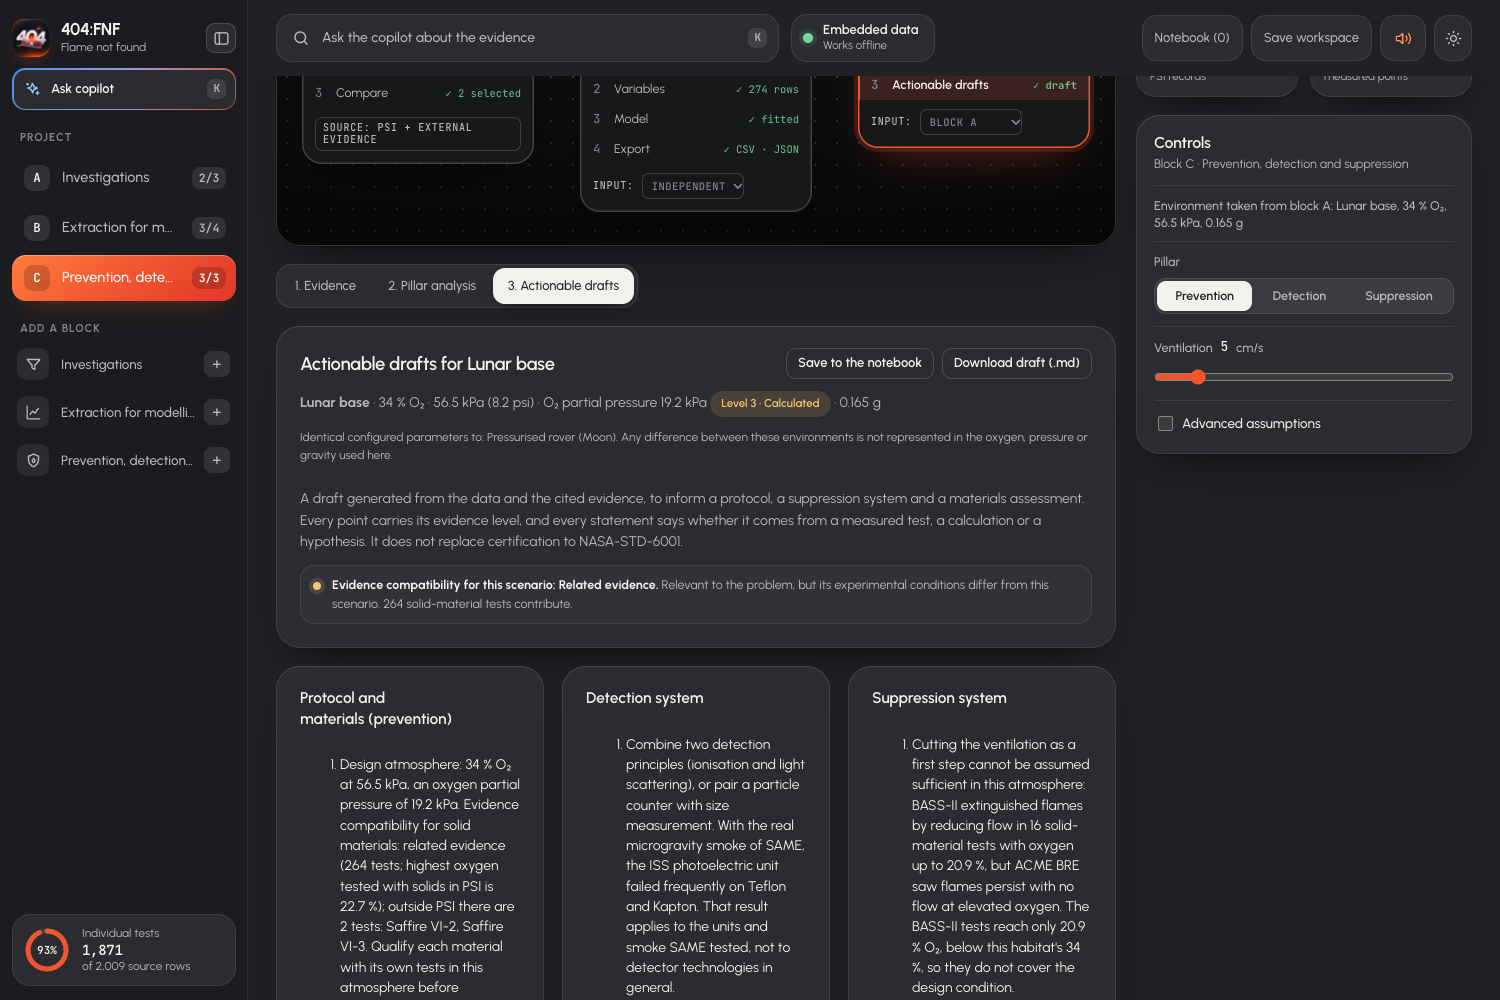 404:FNF
Flame not found
Ask copilot K
PROJECT
A Investigations 2/3
B Extraction for m... 3/4
C Prevention, dete... 3/3
ADD A BLOCK
Investigations +
Extraction for modelli... +
Prevention, detection... +
93%
Individual tests
1,871
of 2,009 source rows
Ask the copilot about the evidence K
Embedded data
Works offline
Notebook (0)
Save workspace
3 Compare ✓ 2 selected
SOURCE: PSI + EXTERNAL
EVIDENCE
2 Variables ✓ 274 rows
3 Model ✓ fitted
4 Export ✓ CSV · JSON
INPUT: INDEPENDENT
3 Actionable drafts ✓ draft
INPUT: BLOCK A
1. Evidence
2. Pillar analysis
3. Actionable drafts
Actionable drafts for Lunar base
Save to the notebook
Download draft (.md)
Lunar base · 34 % O₂ · 56.5 kPa (8.2 psi) · O₂ partial pressure 19.2 kPa Level 3 · Calculated · 0.165 g
Identical configured parameters to: Pressurised rover (Moon). Any difference between these environments is not represented in the oxygen, pressure or
gravity used here.
A draft generated from the data and the cited evidence, to inform a protocol, a suppression system and a materials assessment.
Every point carries its evidence level, and every statement says whether it comes from a measured test, a calculation or a
hypothesis. It does not replace certification to NASA-STD-6001.
Evidence compatibility for this scenario: Related evidence. Relevant to the problem, but its experimental conditions differ from this
scenario. 264 solid-material tests contribute.
Protocol and
materials (prevention)
1. Design atmosphere: 34 % O₂
at 56.5 kPa, an oxygen partial
pressure of 19.2 kPa. Evidence
compatibility for solid
materials: related evidence
(264 tests; highest oxygen
tested with solids in PSI is
22.7 %); outside PSI there are
2 tests: Saffire VI-2, Saffire
VI-3. Qualify each material
with its own tests in this
atmosphere before
Detection system
1. Combine two detection
principles (ionisation and light
scattering), or pair a particle
counter with size
measurement. With the real
microgravity smoke of SAME,
the ISS photoelectric unit
failed frequently on Teflon
and Kapton. That result
applies to the units and
smoke SAME tested, not to
detector technologies in
general.
Suppression system
1. Cutting the ventilation as a
first step cannot be assumed
sufficient in this atmosphere:
BASS-II extinguished flames
by reducing flow in 16 solid-
material tests with oxygen
up to 20.9 %, but ACME BRE
saw flames persist with no
flow at elevated oxygen. The
BASS-II tests reach only 20.9
% O₂, below this habitat's 34
%, so they do not cover the
design condition.
PSI records
Measured points
Controls
Block C · Prevention, detection and suppression
Environment taken from block A: Lunar base, 34 % O₂,
56.5 kPa, 0.165 g
Pillar
Prevention
Detection
Suppression
Ventilation 5 cm/s
Advanced assumptions